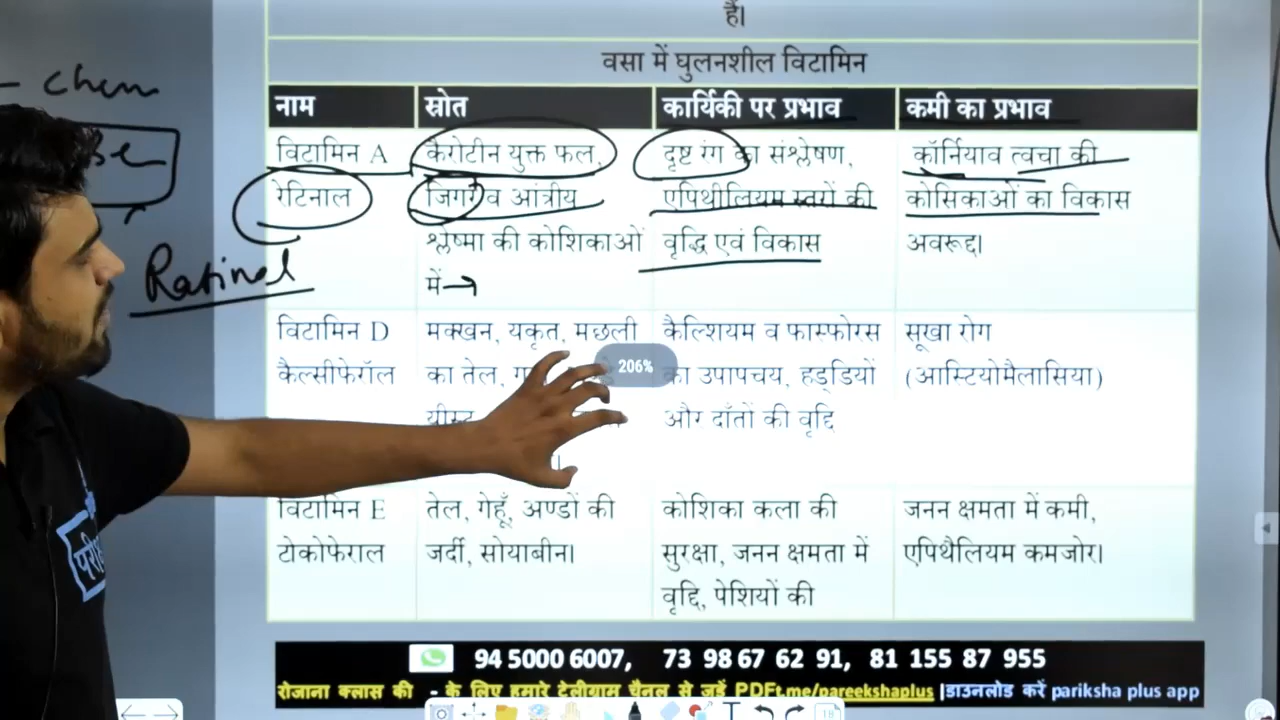 हैं।
वसा में घुलनशील विटामिन
नाम स्रोत कार्यिकी पर प्रभाव कमी का प्रभाव
chem
विटामिन A कैरोटीन युक्त फल, दृष्ट रंग का संश्लेषण, कॉर्नियाव त्वचा की
रेटिनाल जिगर व आंत्रीय एपिथीलियम स्तरों की कोसिकाओं का विकास
श्लेष्मा की कोशिकाओं वृद्धि एवं विकास अवरूद्द।
में
Ratinal
विटामिन D मक्खन, यकृत, मछली कैल्शियम व फास्फोरस सूखा रोग
206%
कैल्सीफेरॉल का तेल, का उपापचय, हड्डियों (आस्टियोमैलासिया)
और दाँतों की वृद्दि
विटामिन E तेल, गेहूँ, अण्डों की कोशिका कला की जनन क्षमता में कमी,
टोकोफेराल जर्दी, सोयाबीन। सुरक्षा, जनन क्षमता में एपिथैलियम कमजोर।
वृद्दि, पेशियों की
94 5000 6007, 73 98 67 62 91, 81 155 87 955
रोजाना क्लास की - के लिए हमारे टेलीग्राम चैनल से जुड़ें PDFt.me/pareekshaplus |डाउनलोड करें pariksha plus app